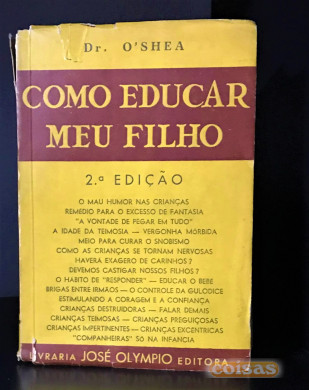 Dr. O'SHEA
COMO EDUCAR
MEU FILHO
2.ª EDIÇÃO
O MAU HUMOR NAS CRIANÇAS
REMEDIO PARA O EXCESSO DE FANTASIA
"A VONTADE DE PEGAR EM TUDO"
A IDADE DA TEIMOSIA — VERGONHA MÓRBIDA
MEIO PARA CURAR O SNOBISMO
COMO AS CRIANÇAS SE TORNAM NERVOSAS
HAVERÁ EXAGERO DE CARINHOS?
DEVEMOS CASTIGAR NOSSOS FILHOS?
O HABITO DE "RESPONDER" — EDUCAR O BEBÊ
BRIGAS ENTRE IRMÃOS — O CONTROLE DA GULODICE
ESTIMULANDO A CORAGEM E A CONFIANÇA
CRIANÇAS DESTRUIDORAS — FALAR DEMAIS
CRIANÇAS TEIMOSAS — CRIANÇAS PREGUIÇOSAS
CRIANÇAS IMPERTINENTES — CRIANÇAS EXCÊNTRICAS
"COMPANHEIRAS" SÓ NA INFANCIA
LIVRARIA JOSÉ OLYMPIO EDITORA
coisas